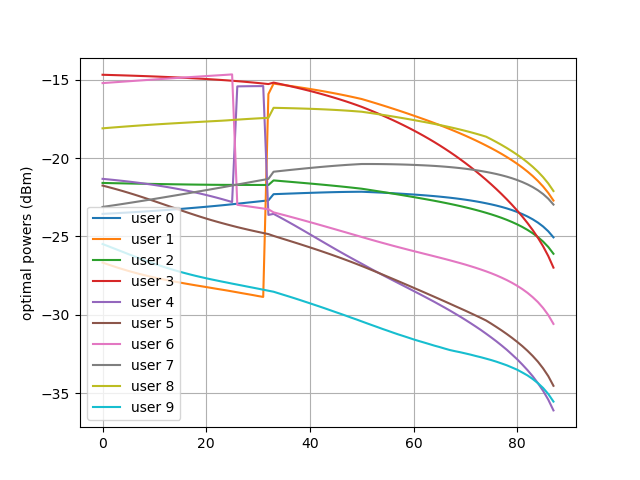 −15
−20
−25
−30
−35
optimal powers (dBm)
user 0
user 1
user 2
user 3
user 4
user 5
user 6
user 7
user 8
user 9
0 20 40 60 80